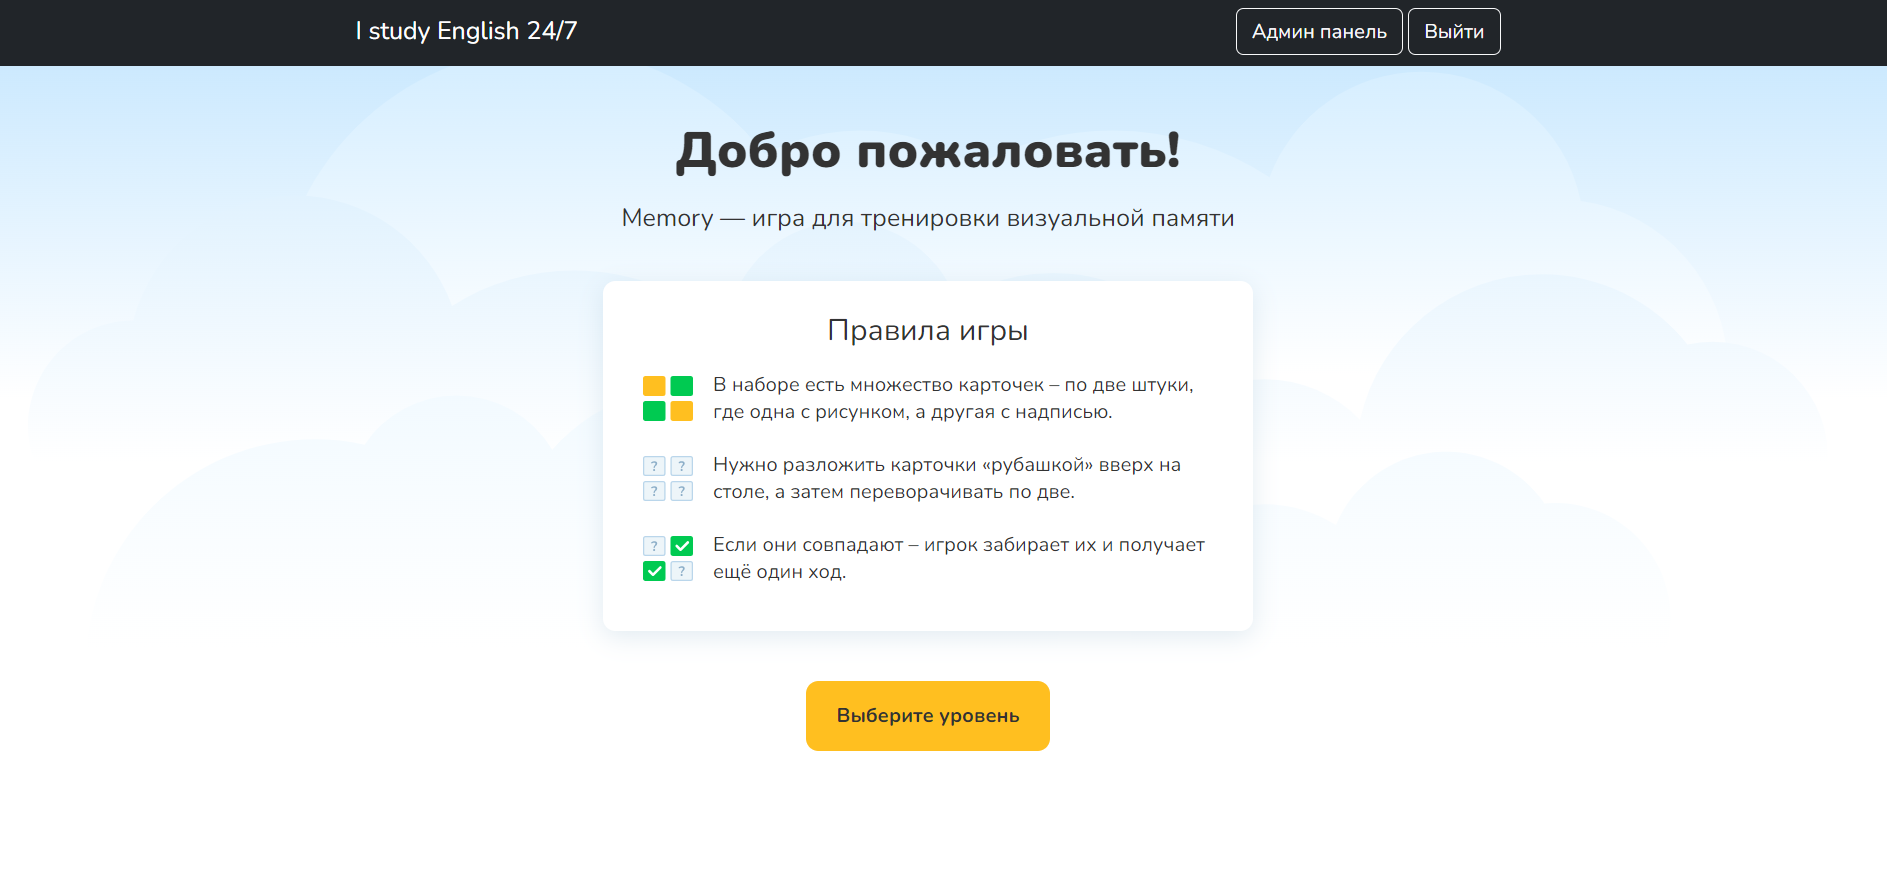 I study English 24/7
Админ панель
Выйти
Добро пожаловать!
Memory — игра для тренировки визуальной памяти
Правила игры
В наборе есть множество карточек – по две штуки,
где одна с рисунком, а другая с надписью.
? ?
? ?
Нужно разложить карточки «рубашкой» вверх на
столе, а затем переворачивать по две.
?
?
Если они совпадают – игрок забирает их и получает
ещё один ход.
Выберите уровень